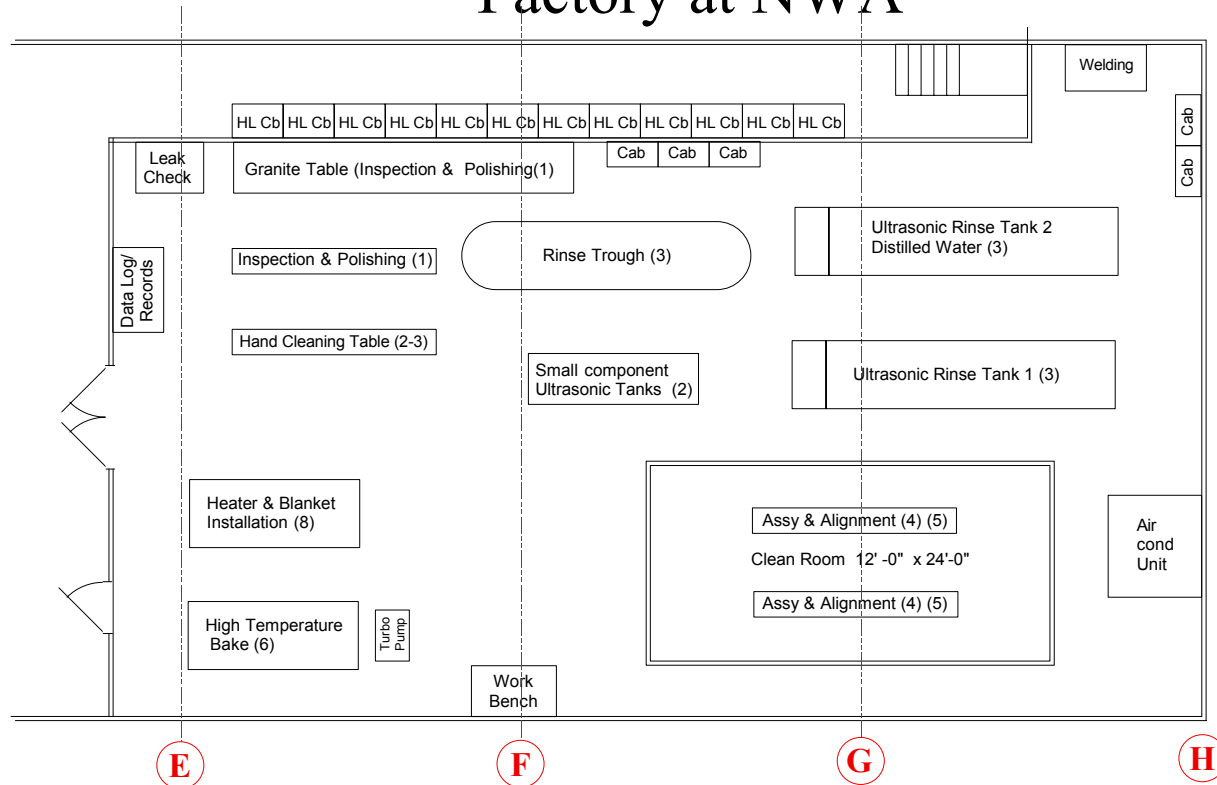 Factory at NWA
Welding
HL Cb HL Cb HL Cb HL Cb HL Cb HL Cb HL Cb HL Cb HL Cb HL Cb HL Cb HL Cb
Cab
Cab
Leak
Check
Granite Table (Inspection & Polishing(1)
Cab Cab Cab
Data Log/
Records
Inspection & Polishing (1)
Rinse Trough (3)
Ultrasonic Rinse Tank 2
Distilled Water (3)
Hand Cleaning Table (2-3)
Small component
Ultrasonic Tanks (2)
Ultrasonic Rinse Tank 1 (3)
Heater & Blanket
Installation (8)
Assy & Alignment (4) (5)
Clean Room 12' -0" x 24'-0"
Assy & Alignment (4) (5)
Air
cond
Unit
High Temperature
Bake (6)
Turbo
Pump
Work
Bench
E
F
G
H